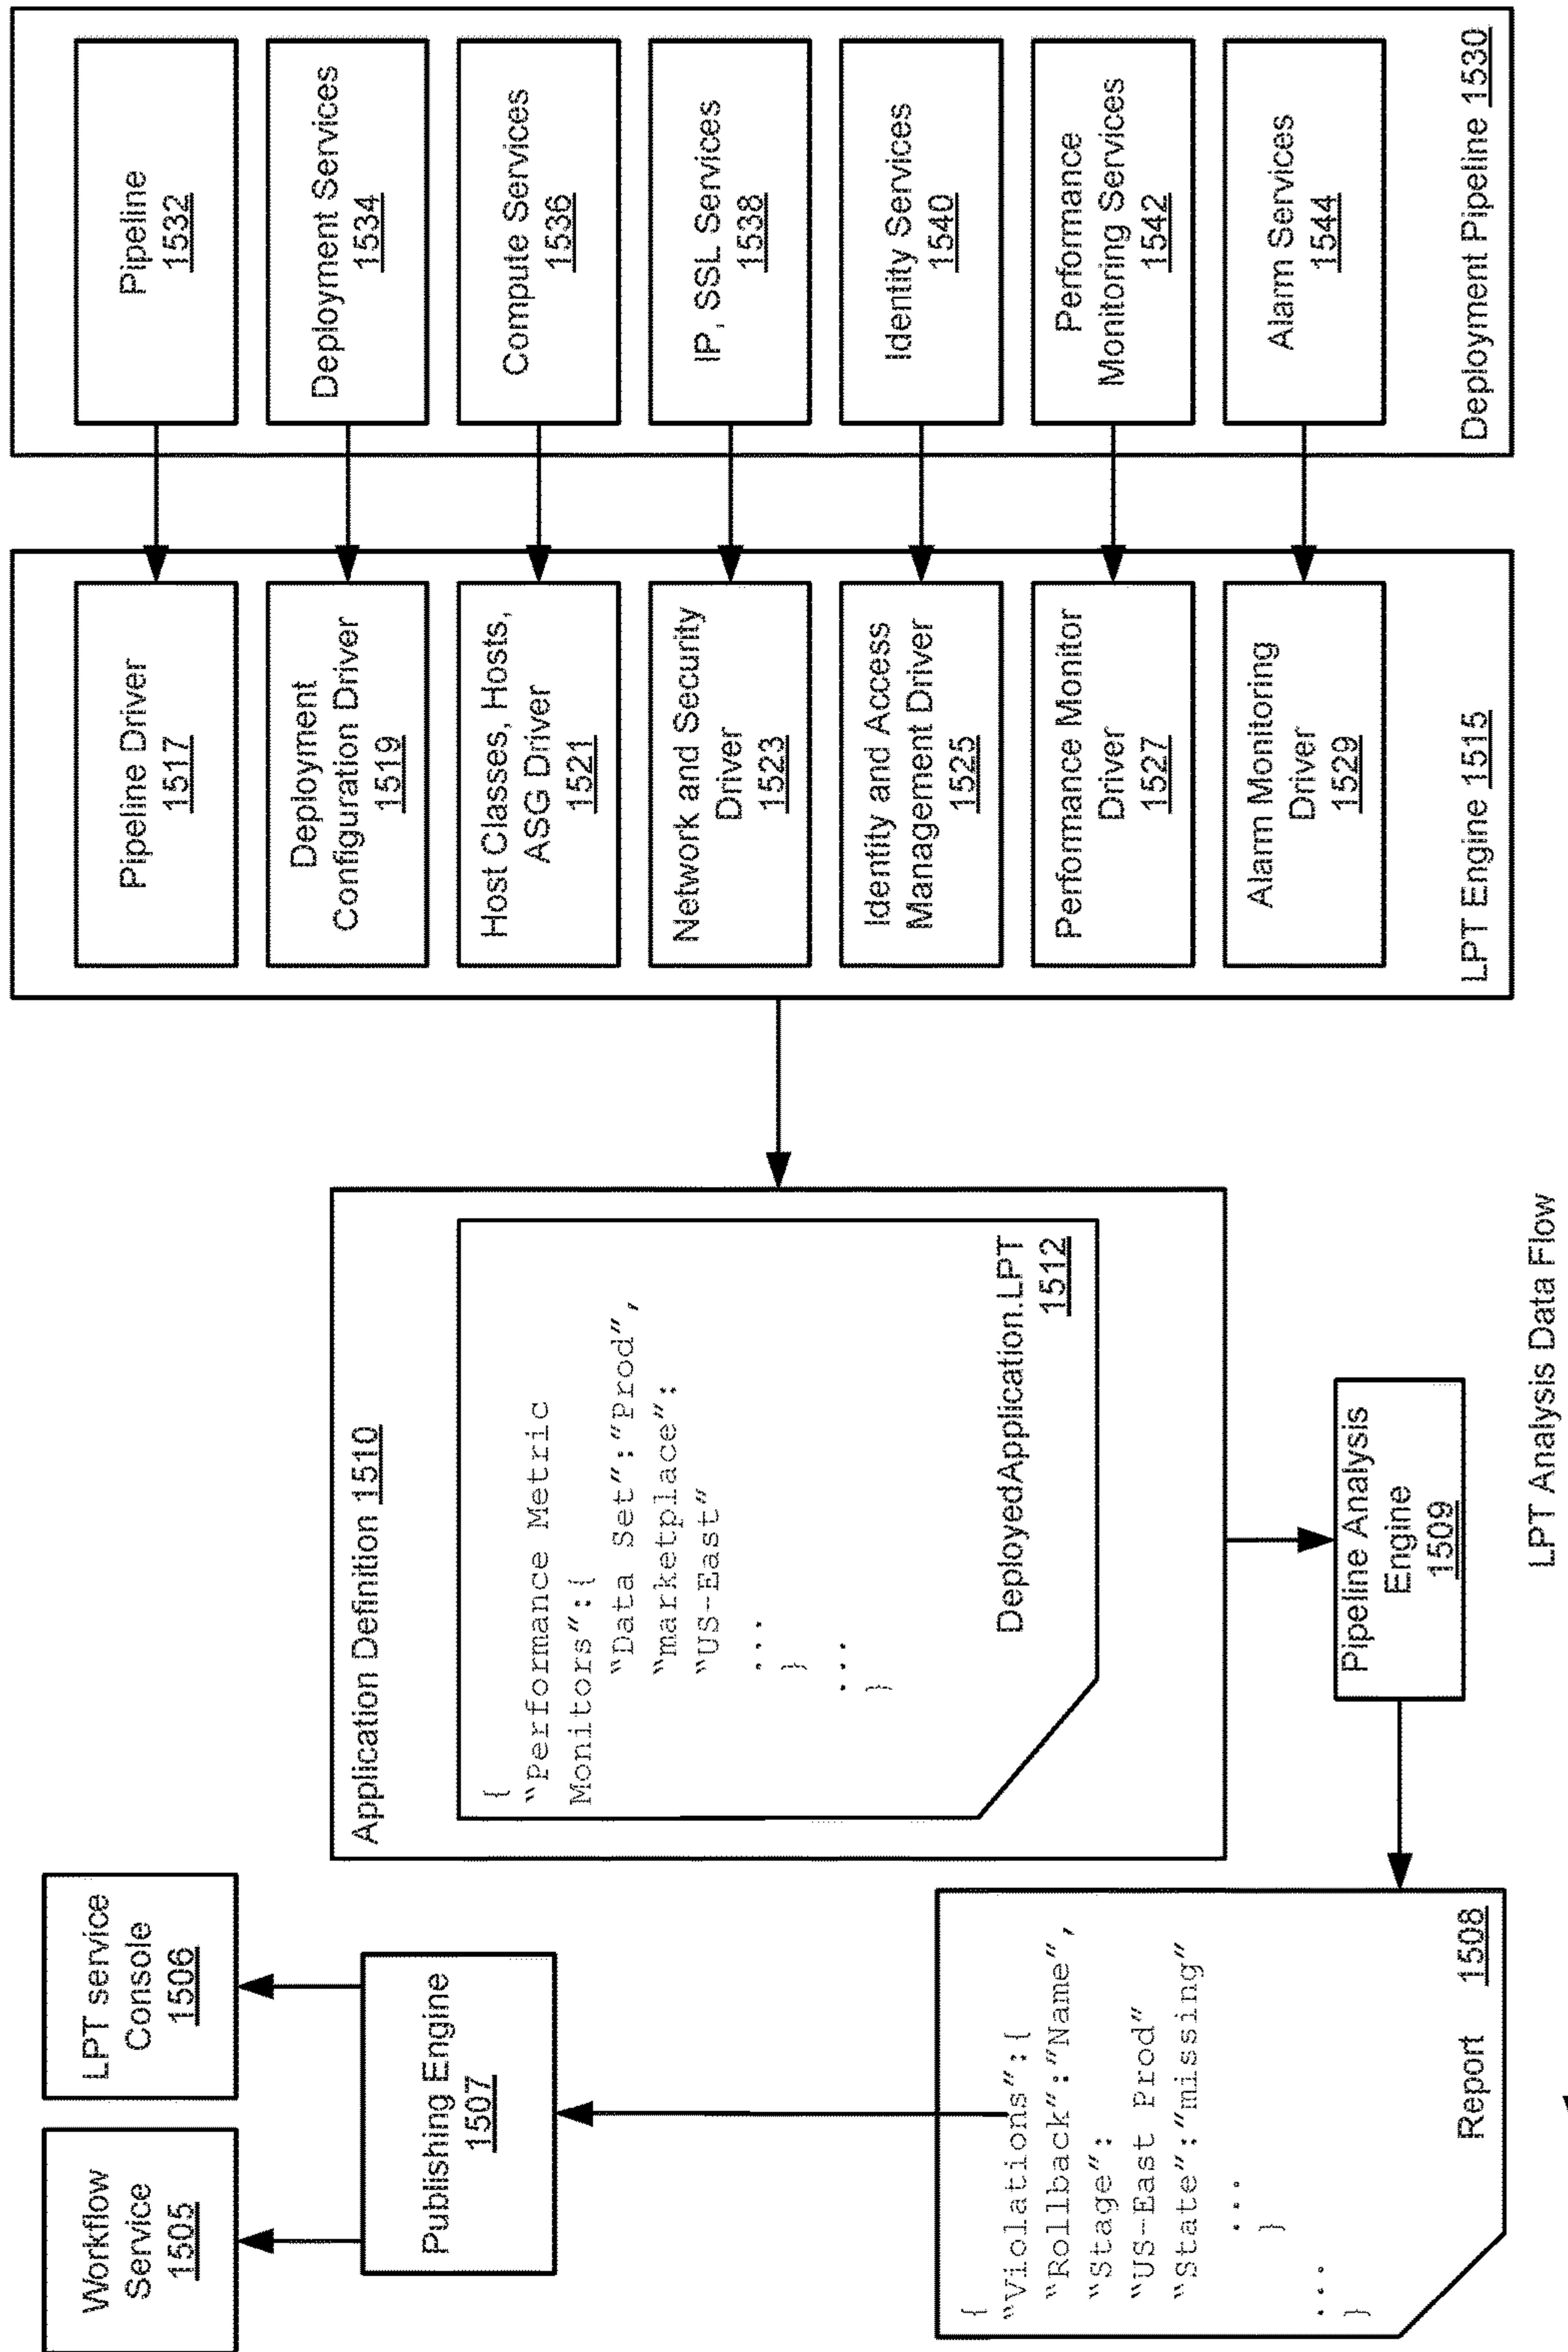 Workflow
Service
1505
LPT service
Console
1506
Publishing Engine
1507
{
"Violations":{
"Rollback":"Name",
"Stage":
"US-East Prod"
"State":"missing"
...
}
...
}
Report 1508
Application Definition 1510
{
"Performance Metric
Monitors":{
"Data Set":"Prod",
"marketplace":
"US-East"
...
}
...
}
DeployedApplication.LPT
1512
Pipeline Analysis
Engine
1509
LPT Analysis Data Flow
Pipeline Driver
1517
Deployment
Configuration Driver
1519
Host Classes, Hosts,
ASG Driver
1521
Network and Security
Driver
1523
Identity and Access
Management Driver
1525
Performance Monitor
Driver
1527
Alarm Monitoring
Driver
1529
LPT Engine 1515
Pipeline
1532
Deployment Services
1534
Compute Services
1536
IP, SSL Services
1538
Identity Services
1540
Performance
Monitoring Services
1542
Alarm Services
1544
Deployment Pipeline 1530